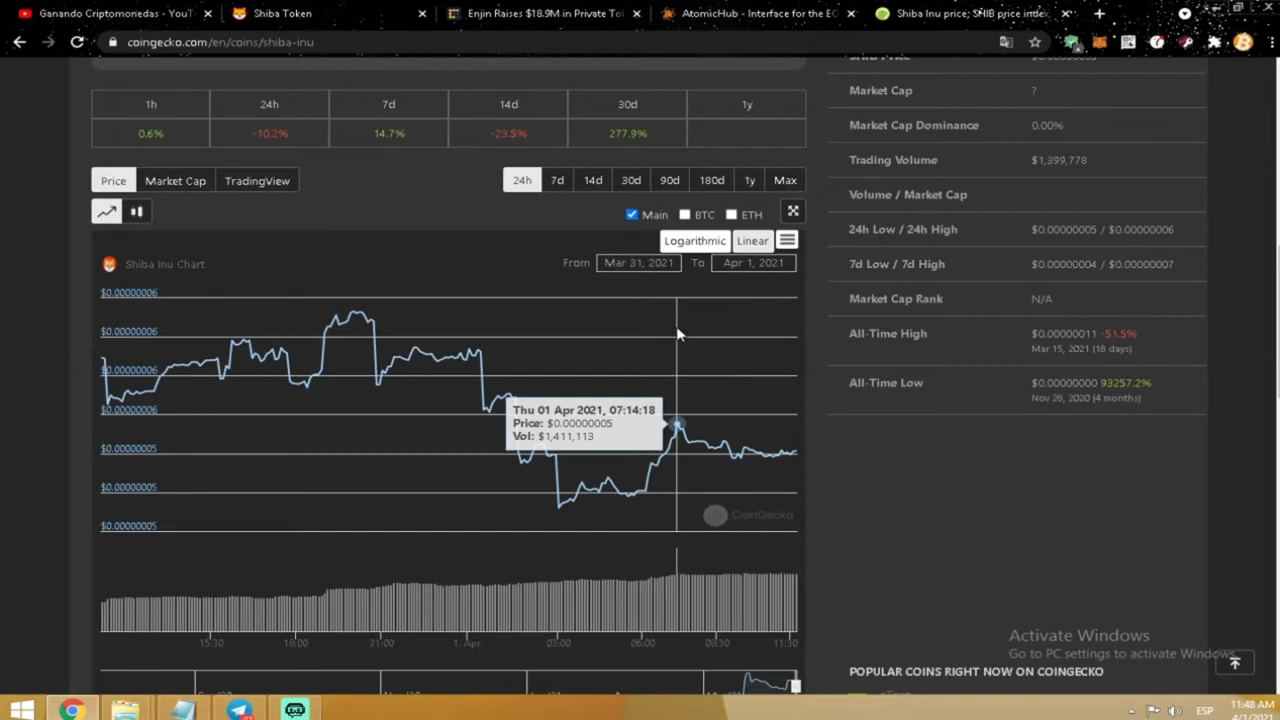 Ganando Criptomonedas - YouT
Shiba Token
Enjin Raises $18.9M in Private To
AtomicHub - Interface for the EO
Shiba Inu price, SHIB price index,
coingecko.com/en/coins/shiba-inu
1h 24h 7d 14d 30d 1y
0.6% -10.2% 14.7% -23.5% 277.9%
Price Market Cap TradingView
24h 7d 14d 30d 90d 180d 1y Max
Main BTC ETH
Logarithmic Linear
Shiba Inu Chart
From Mar 31, 2021 To Apr 1, 2021
$0.00000006
$0.00000006
$0.00000006
$0.00000006
$0.00000005
$0.00000005
$0.00000005
Thu 01 Apr 2021, 07:14:18
Price: $0.00000005
Vol: $1,411,113
CoinGecko
15:30 18:00 21:00 1. Apr 03:00 06:00 08:30 11:30
Market Cap ?
Market Cap Dominance 0.00%
Trading Volume $1,399,778
Volume / Market Cap
24h Low / 24h High $0.00000005 / $0.00000006
7d Low / 7d High $0.00000004 / $0.00000007
Market Cap Rank N/A
All-Time High $0.00000011 -51.5%
Mar 15, 2021 (18 days)
All-Time Low $0.00000000 93257.2%
Nov 28, 2020 (4 months)
Activate Windows
Go to PC settings to activate Windows.
POPULAR COINS RIGHT NOW ON COINGECKO
ESP
11:48 AM
4/1/2021